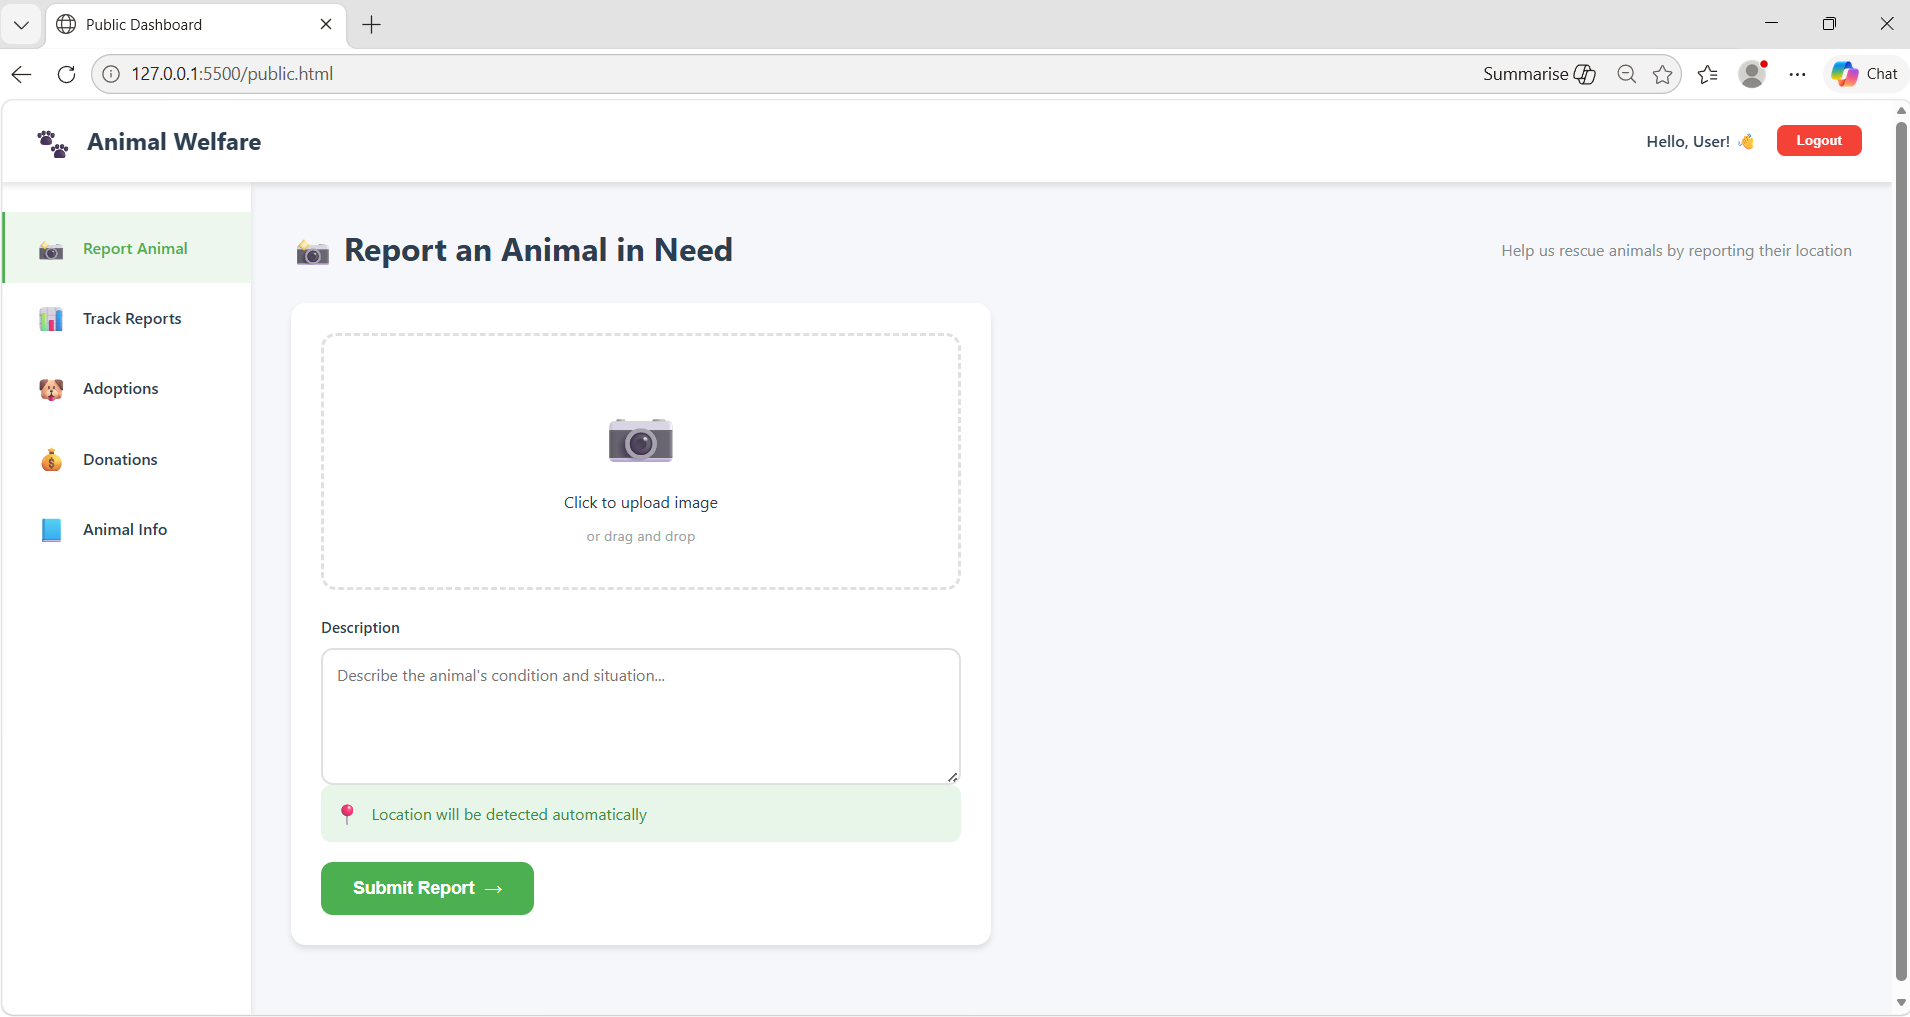 Public Dashboard
127.0.0.1:5500/public.html
Summarise
Chat
Animal Welfare
Hello, User! 👋
Logout
Report Animal
Track Reports
Adoptions
Donations
Animal Info
Report an Animal in Need
Help us rescue animals by reporting their location
Click to upload image
or drag and drop
Description
Describe the animal's condition and situation...
Location will be detected automatically
Submit Report →